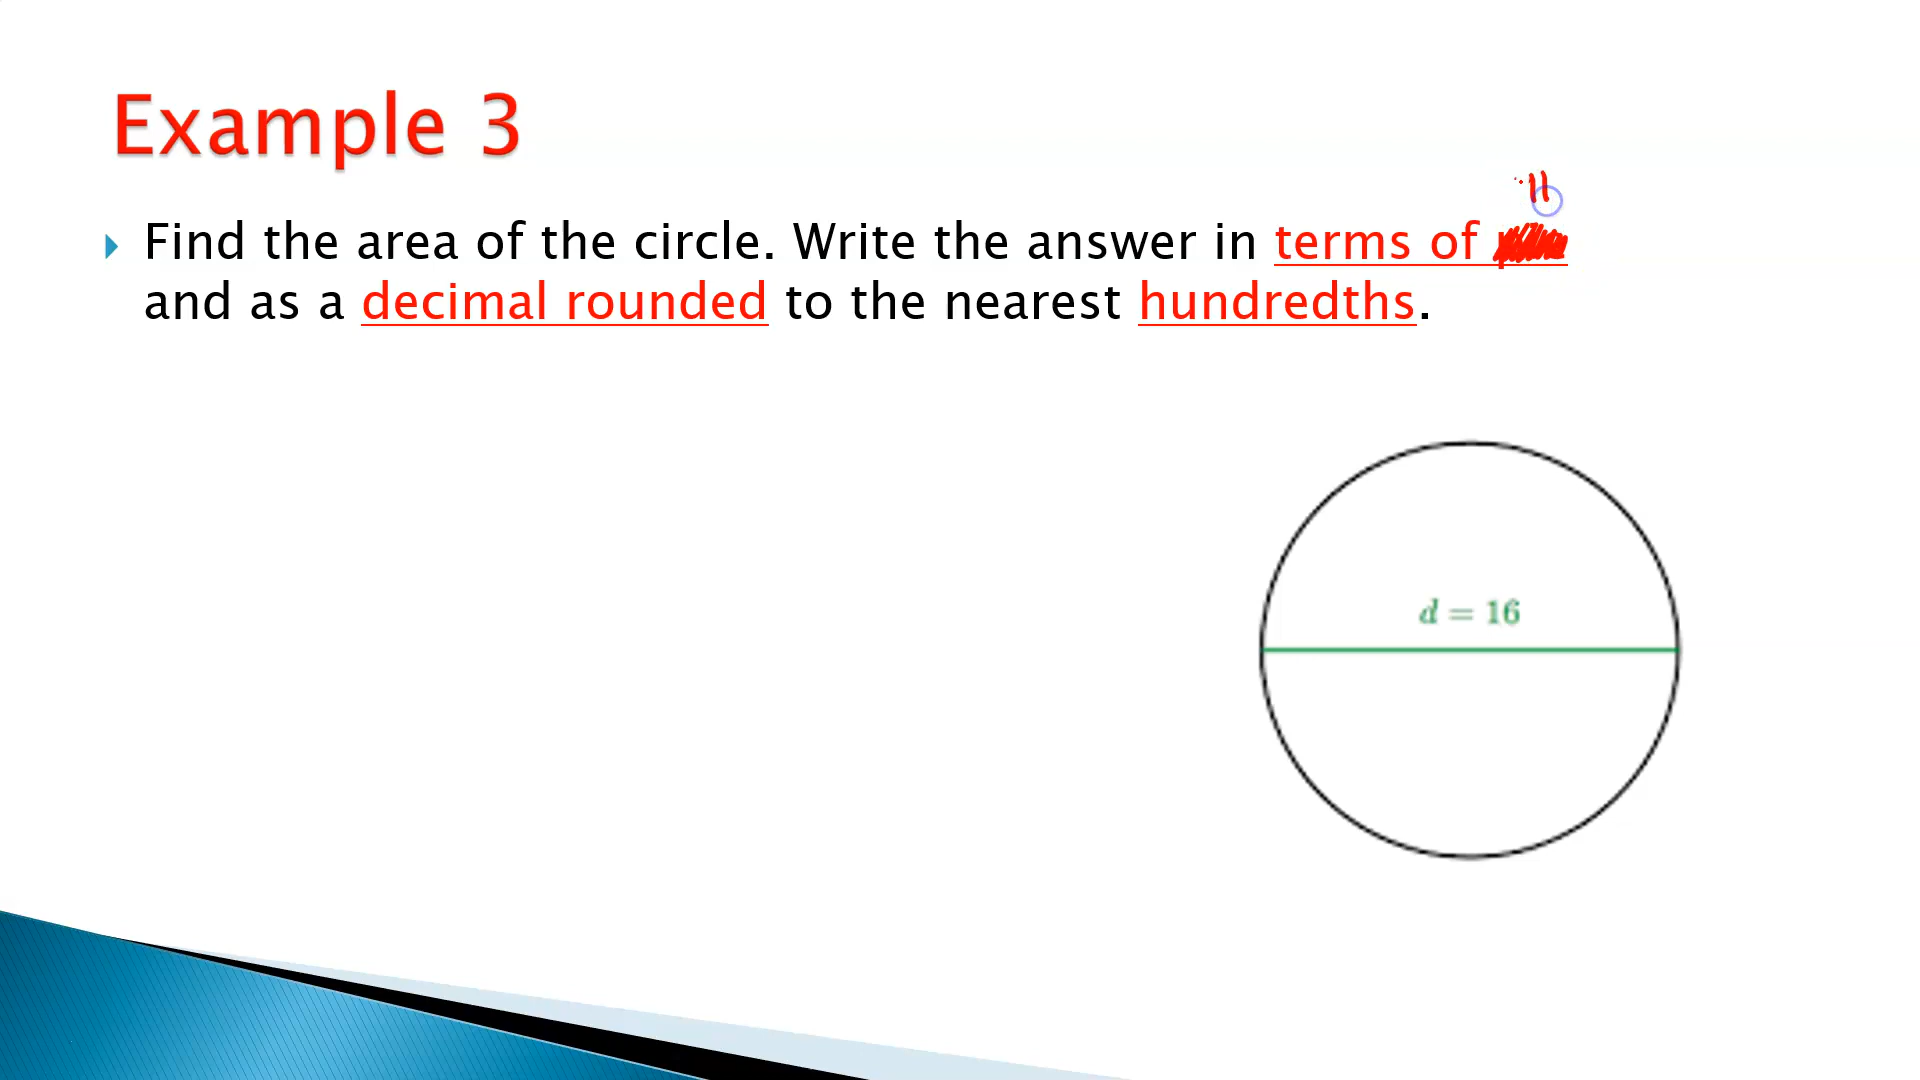 Example 3
Find the area of the circle. Write the answer in terms of
and as a decimal rounded to the nearest hundredths.
d = 16